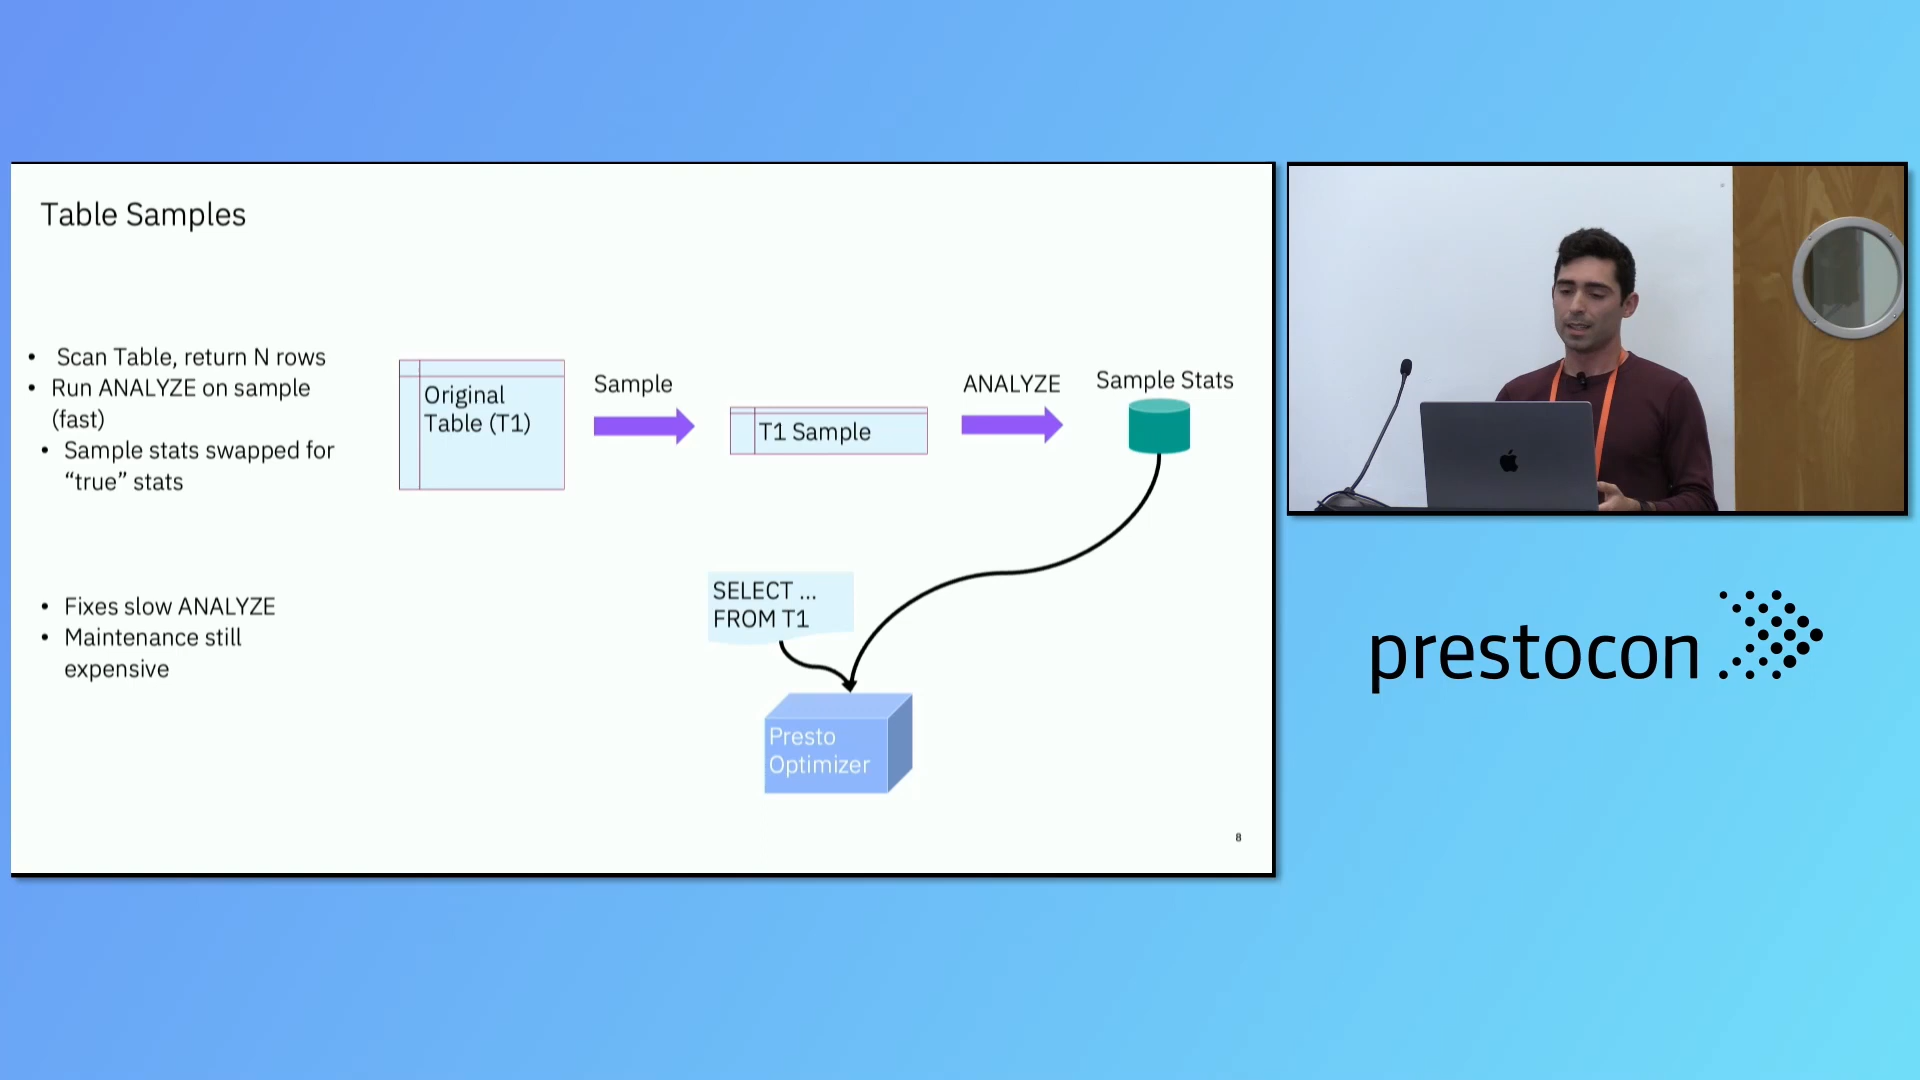 Table Samples
• Scan Table, return N rows
• Run ANALYZE on sample
(fast)
• Sample stats swapped for
“true” stats
• Fixes slow ANALYZE
• Maintenance still
expensive
Original
Table (T1)
Sample
T1 Sample
ANALYZE
Sample Stats
SELECT ...
FROM T1
Presto
Optimizer
8
prestocon